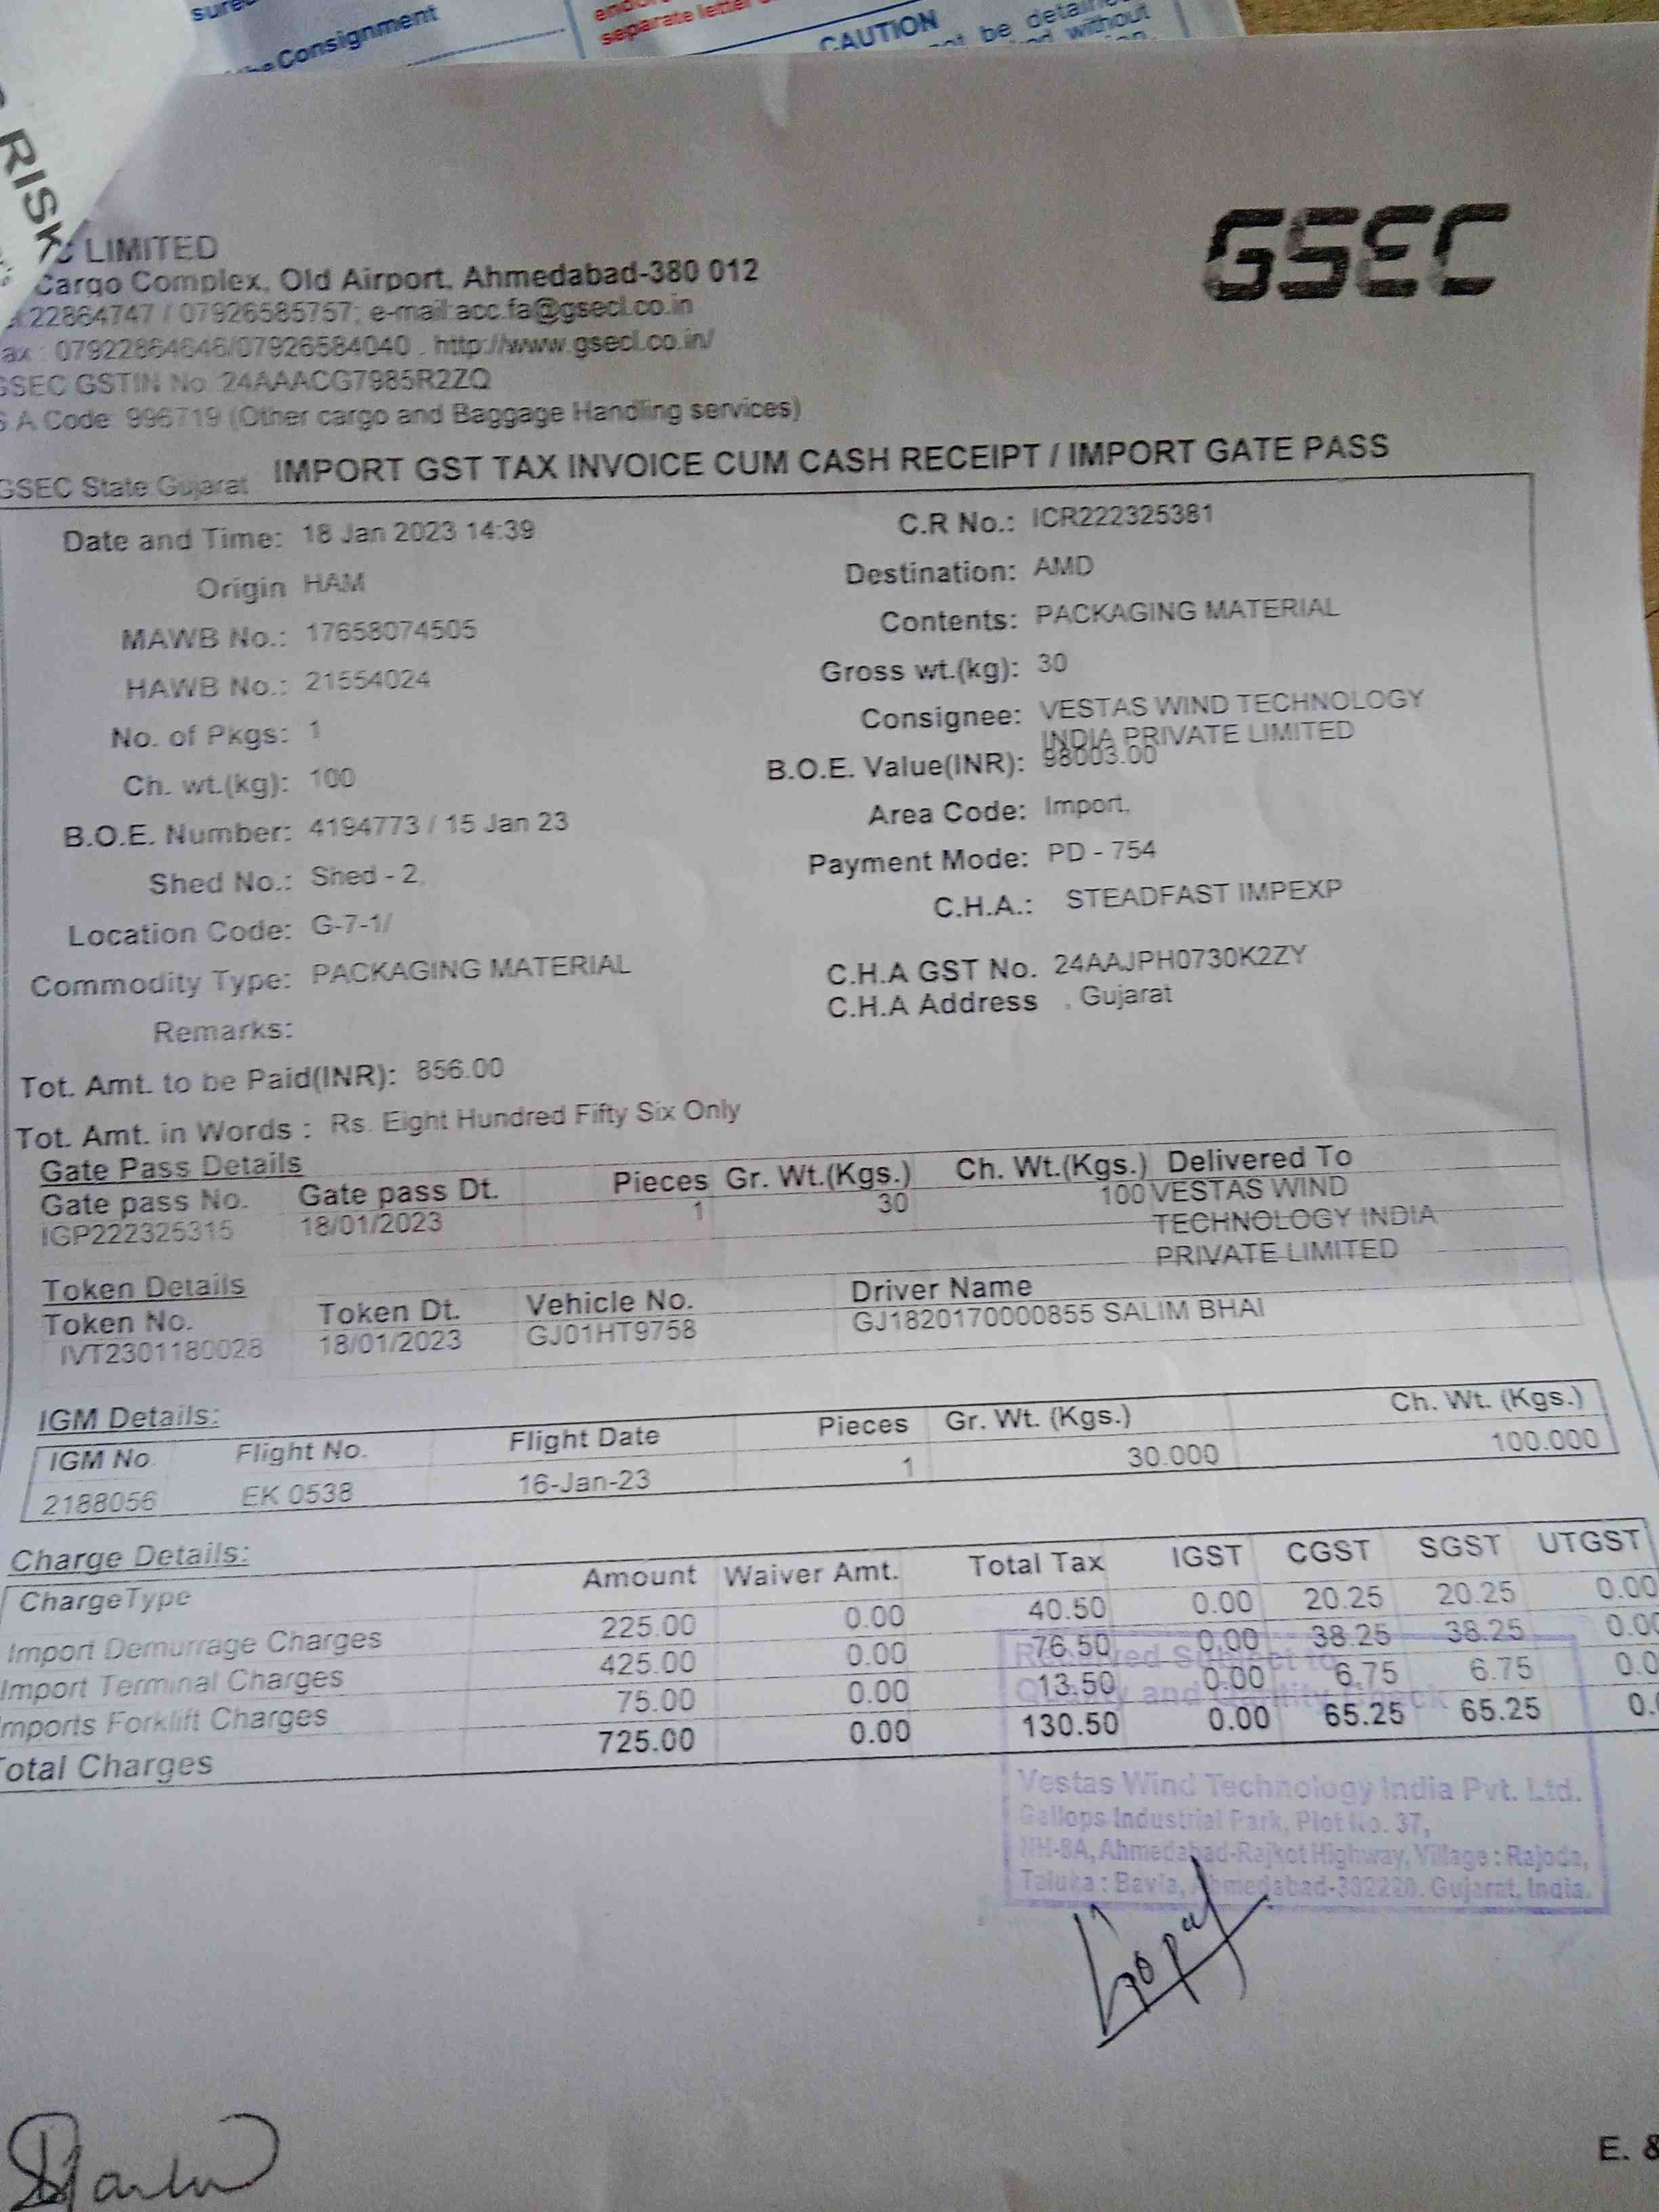 Consignment
separate letter
CAUTION
be
without
RISK
LIMITED
GSEC
Cargo Complex, Old Airport, Ahmedabad-380 012
22864747 / 07926585757; e-mail:acc.fa@gsecl.co.in
ax : 07922864646/07926584040 . http://www.gsecl.co.in/
GSEC GSTIN No. 24AAACG7985R2ZQ
S A Code: 996719 (Other cargo and Baggage Handling services)
GSEC State Gujarat
IMPORT GST TAX INVOICE CUM CASH RECEIPT / IMPORT GATE PASS
Date and Time: 18 Jan 2023 14:39 C.R No.: ICR222325381
Origin HAM Destination: AMD
MAWB No.: 17658074505 Contents: PACKAGING MATERIAL
HAWB No.: 21554024 Gross wt.(kg): 30
No. of Pkgs: 1 Consignee: VESTAS WIND TECHNOLOGY
INDIA PRIVATE LIMITED
Ch. wt.(kg): 100 B.O.E. Value(INR): 98003.00
B.O.E. Number: 4194773 / 15 Jan 23 Area Code: Import,
Shed No.: Shed - 2, Payment Mode: PD - 754
Location Code: G-7-1/ C.H.A.: STEADFAST IMPEXP
Commodity Type: PACKAGING MATERIAL C.H.A GST No. 24AAJPH0730K2ZY
Remarks: C.H.A Address , Gujarat
Tot. Amt. to be Paid(INR): 856.00
Tot. Amt. in Words : Rs. Eight Hundred Fifty Six Only
Gate Pass Details
Gate pass No. Gate pass Dt. Pieces Gr. Wt.(Kgs.) Ch. Wt.(Kgs.) Delivered To
IGP222325315 18/01/2023 1 30 100 VESTAS WIND
TECHNOLOGY INDIA
PRIVATE LIMITED
Token Details
Token No. Token Dt. Vehicle No. Driver Name
IVT2301180028 18/01/2023 GJ01HT9758 GJ1820170000855 SALIM BHAI
IGM Details:
IGM No. Flight No. Flight Date Pieces Gr. Wt. (Kgs.) Ch. Wt. (Kgs.)
2188056 EK 0538 16-Jan-23 1 30.000 100.000
Charge Details:
ChargeType Amount Waiver Amt. Total Tax IGST CGST SGST UTGST
Import Demurrage Charges 225.00 0.00 40.50 0.00 20.25 20.25 0.00
Import Terminal Charges 425.00 0.00 76.50 0.00 38.25 38.25 0.00
Imports Forklift Charges 75.00 0.00 13.50 0.00 6.75 6.75 0.0
Total Charges 725.00 0.00 130.50 0.00 65.25 65.25 0.
Received Subject to
Quality and Quantity Check
Vestas Wind Technology India Pvt. Ltd.
Gallops Industrial Park, Plot No. 37,
NH-8A, Ahmedabad-Rajkot Highway, Village : Rajoda,
Taluka : Bavla, Ahmedabad-382220. Gujarat, India.
Gopal
E. &